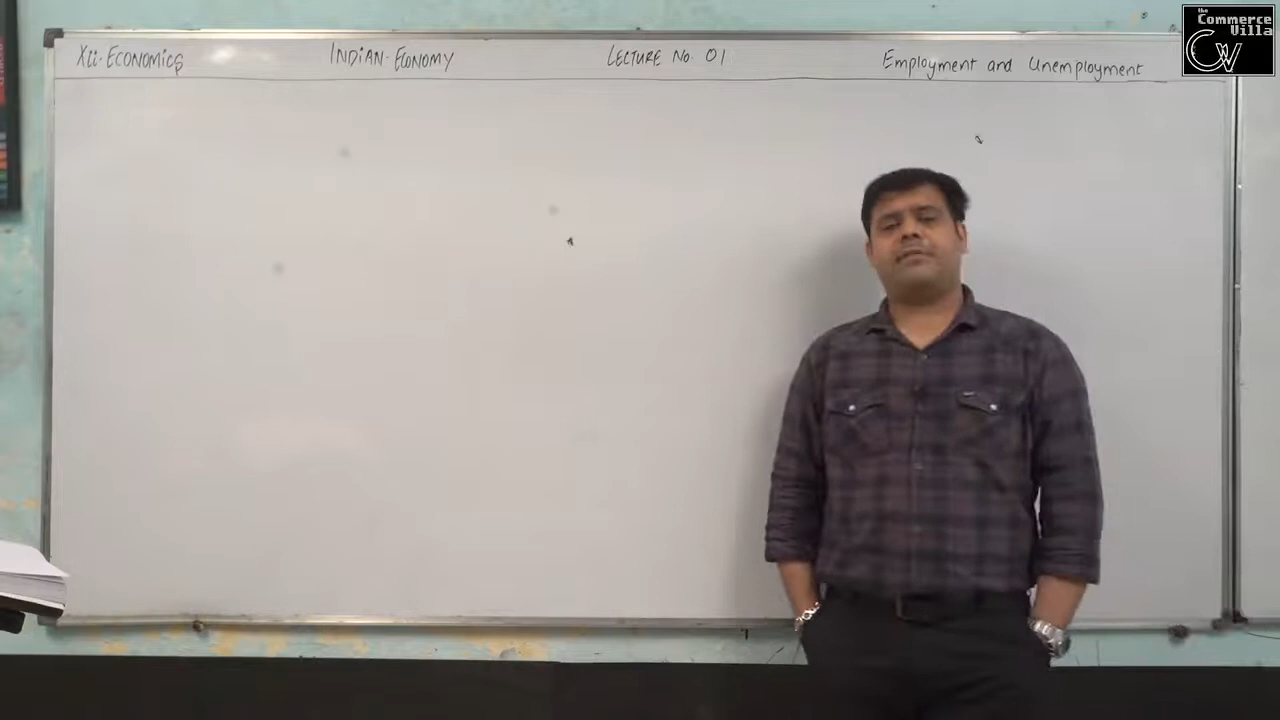 Xii. ECONOMICS INDIAN. ECONOMY LECTURE No. 01 Employment and Unemployment
the
Commerce
Villa
CV